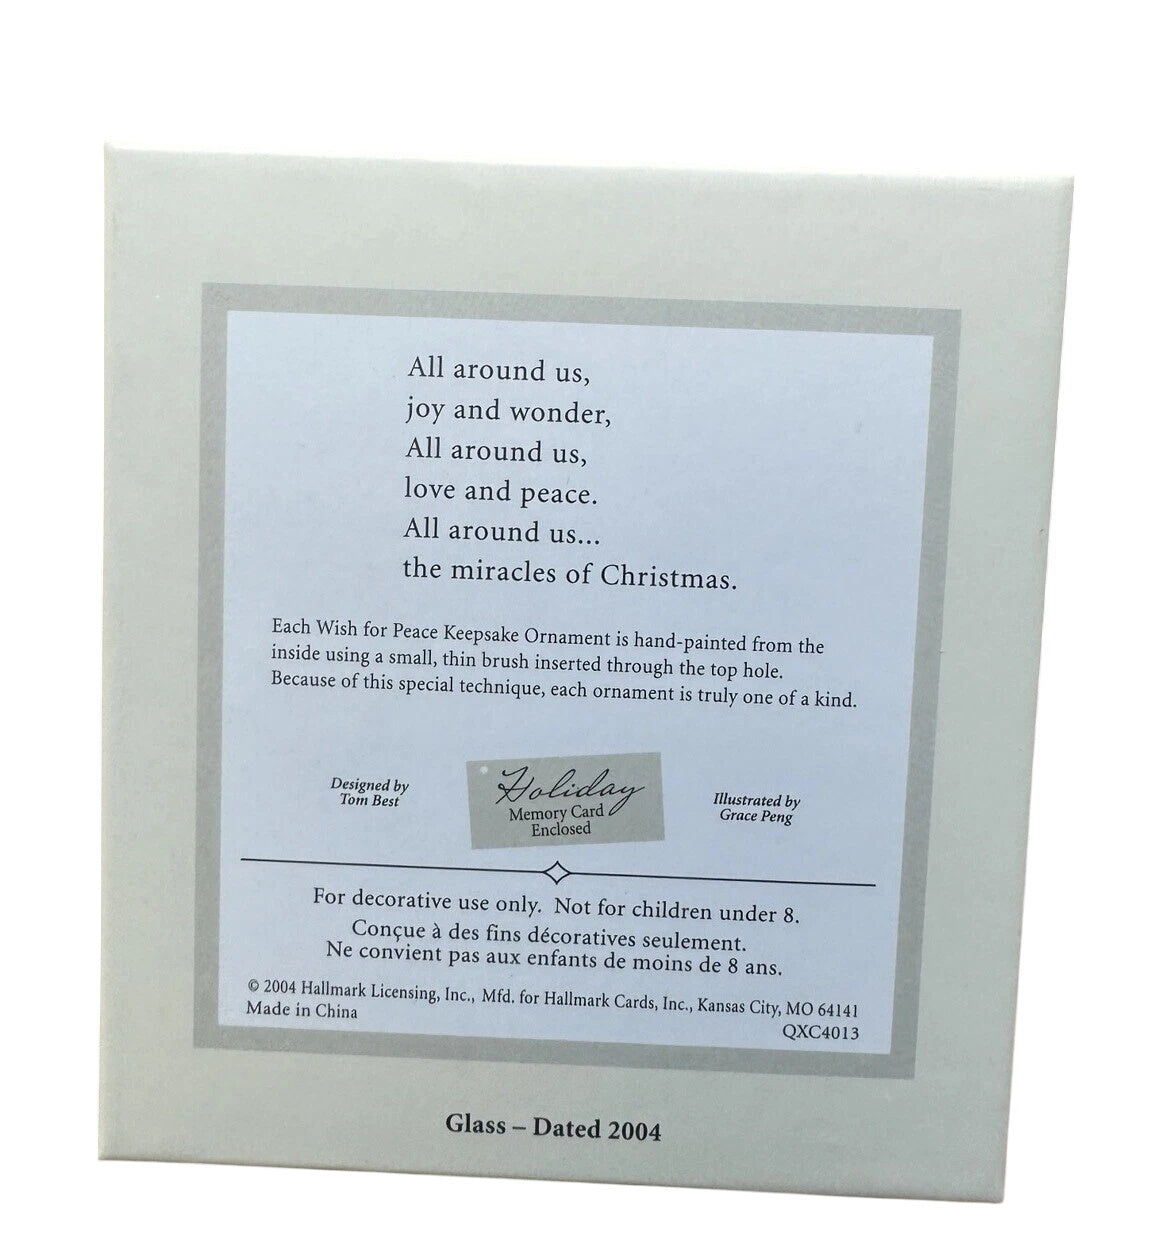 All around us,
joy and wonder,
All around us,
love and peace.
All around us...
the miracles of Christmas.
Each Wish for Peace Keepsake Ornament is hand-painted from the
inside using a small, thin brush inserted through the top hole.
Because of this special technique, each ornament is truly one of a kind.
Designed by
Tom Best
Holiday
Memory Card
Enclosed
Illustrated by
Grace Peng
For decorative use only. Not for children under 8.
Conçue à des fins décoratives seulement.
Ne convient pas aux enfants de moins de 8 ans.
© 2004 Hallmark Licensing, Inc., Mfd. for Hallmark Cards, Inc., Kansas City, MO 64141
Made in China
QXC4013
Glass – Dated 2004